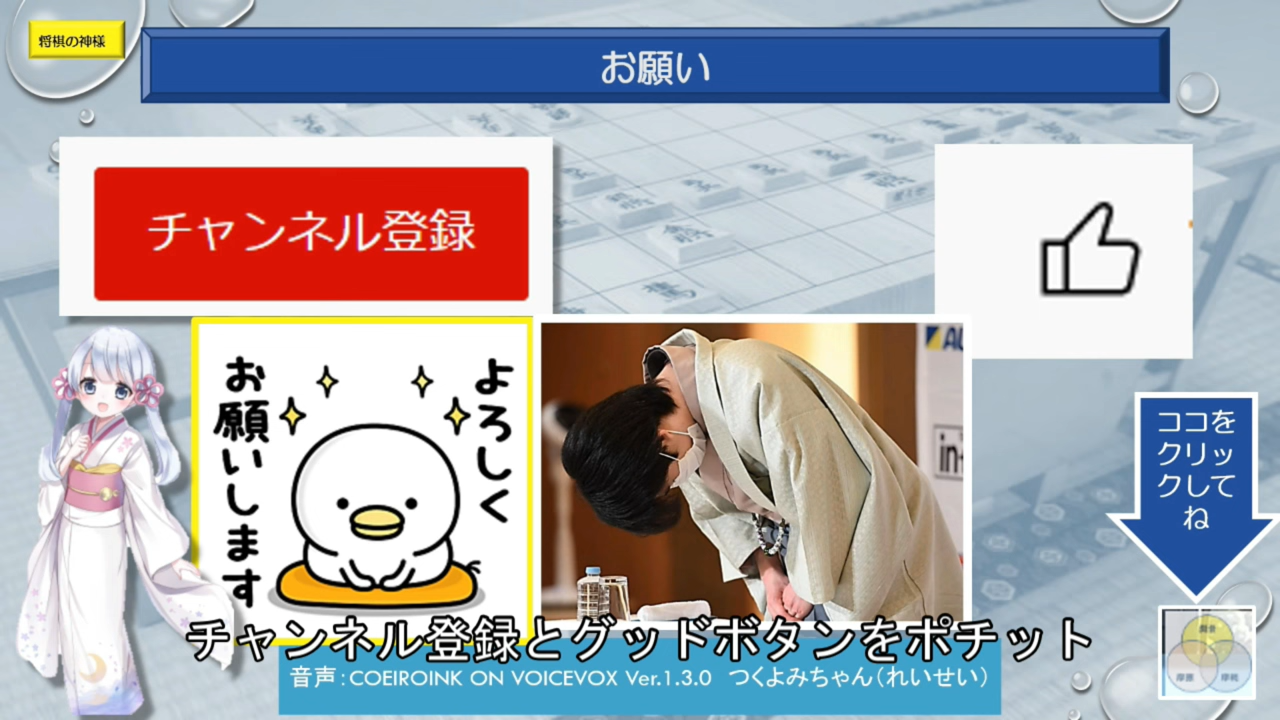 将棋の神様
お願い
チャンネル登録
よろしく
お願いします
ココを
クリッ
クして
ね
チャンネル登録とグッドボタンをポチット
音声：COEIROINK ON VOICEVOX Ver.1.3.0　つくよみちゃん（れいせい）